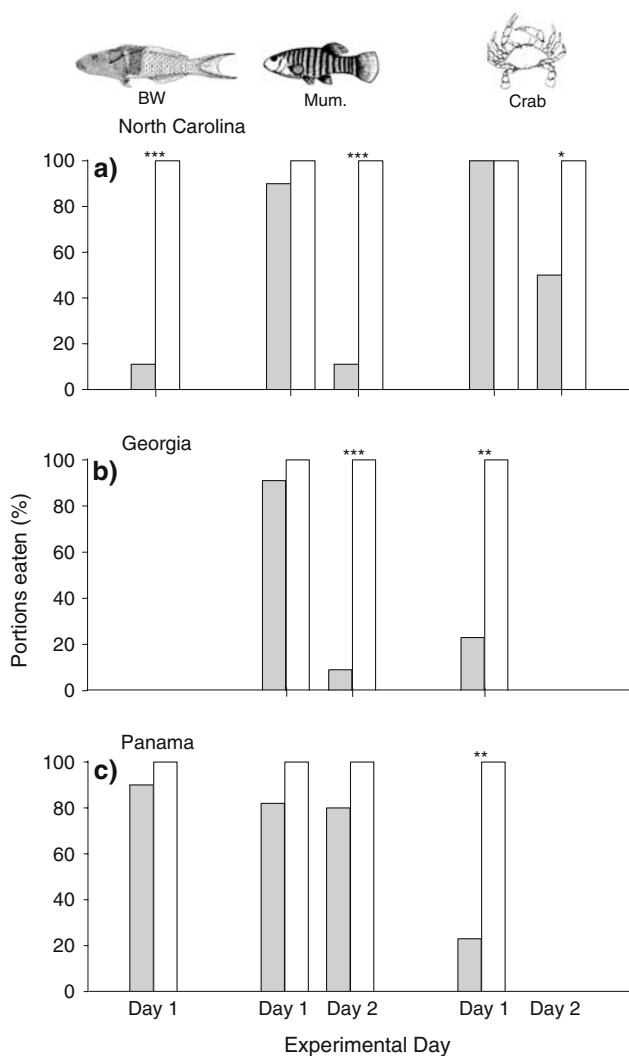 BW
Mum.
Crab
North Carolina
a)
***
***
*
100
80
60
40
20
0
Georgia
b)
***
**
100
80
60
40
20
0
Portions eaten (%)
Panama
c)
**
100
80
60
40
20
0
Day 1 Day 1 Day 2 Day 1 Day 2
Experimental Day